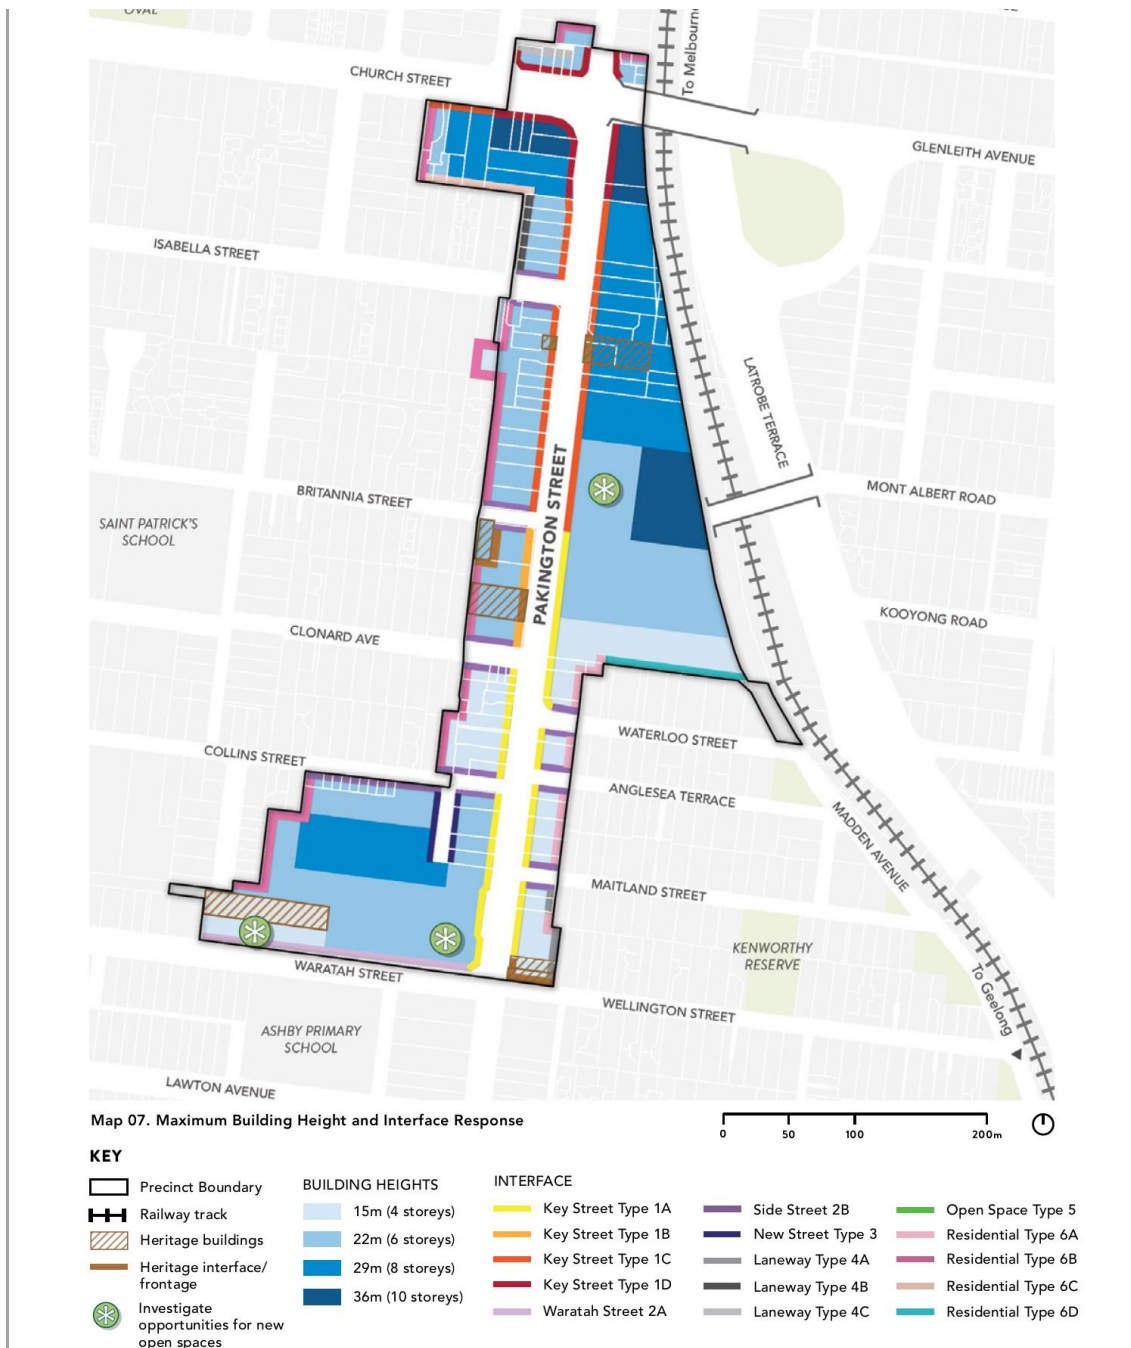 OVAL
To Melbourne
CHURCH STREET
GLENLEITH AVENUE
ISABELLA STREET
LATROBE TERRACE
PAKINGTON STREET
MONT ALBERT ROAD
BRITANNIA STREET
SAINT PATRICK'S
SCHOOL
KOOYONG ROAD
CLONARD AVE
WATERLOO STREET
COLLINS STREET
ANGLESEA TERRACE
MADDEN AVENUE
MAITLAND STREET
KENWORTHY
RESERVE
WARATAH STREET
To Geelong
WELLINGTON STREET
ASHBY PRIMARY
SCHOOL
LAWTON AVENUE
Map 07. Maximum Building Height and Interface Response
0 50 100 200m
KEY
Precinct Boundary
Railway track
Heritage buildings
Heritage interface/
frontage
Investigate
opportunities for new
open spaces
BUILDING HEIGHTS
15m (4 storeys)
22m (6 storeys)
29m (8 storeys)
36m (10 storeys)
INTERFACE
Key Street Type 1A
Key Street Type 1B
Key Street Type 1C
Key Street Type 1D
Waratah Street 2A
Side Street 2B
New Street Type 3
Laneway Type 4A
Laneway Type 4B
Laneway Type 4C
Open Space Type 5
Residential Type 6A
Residential Type 6B
Residential Type 6C
Residential Type 6D